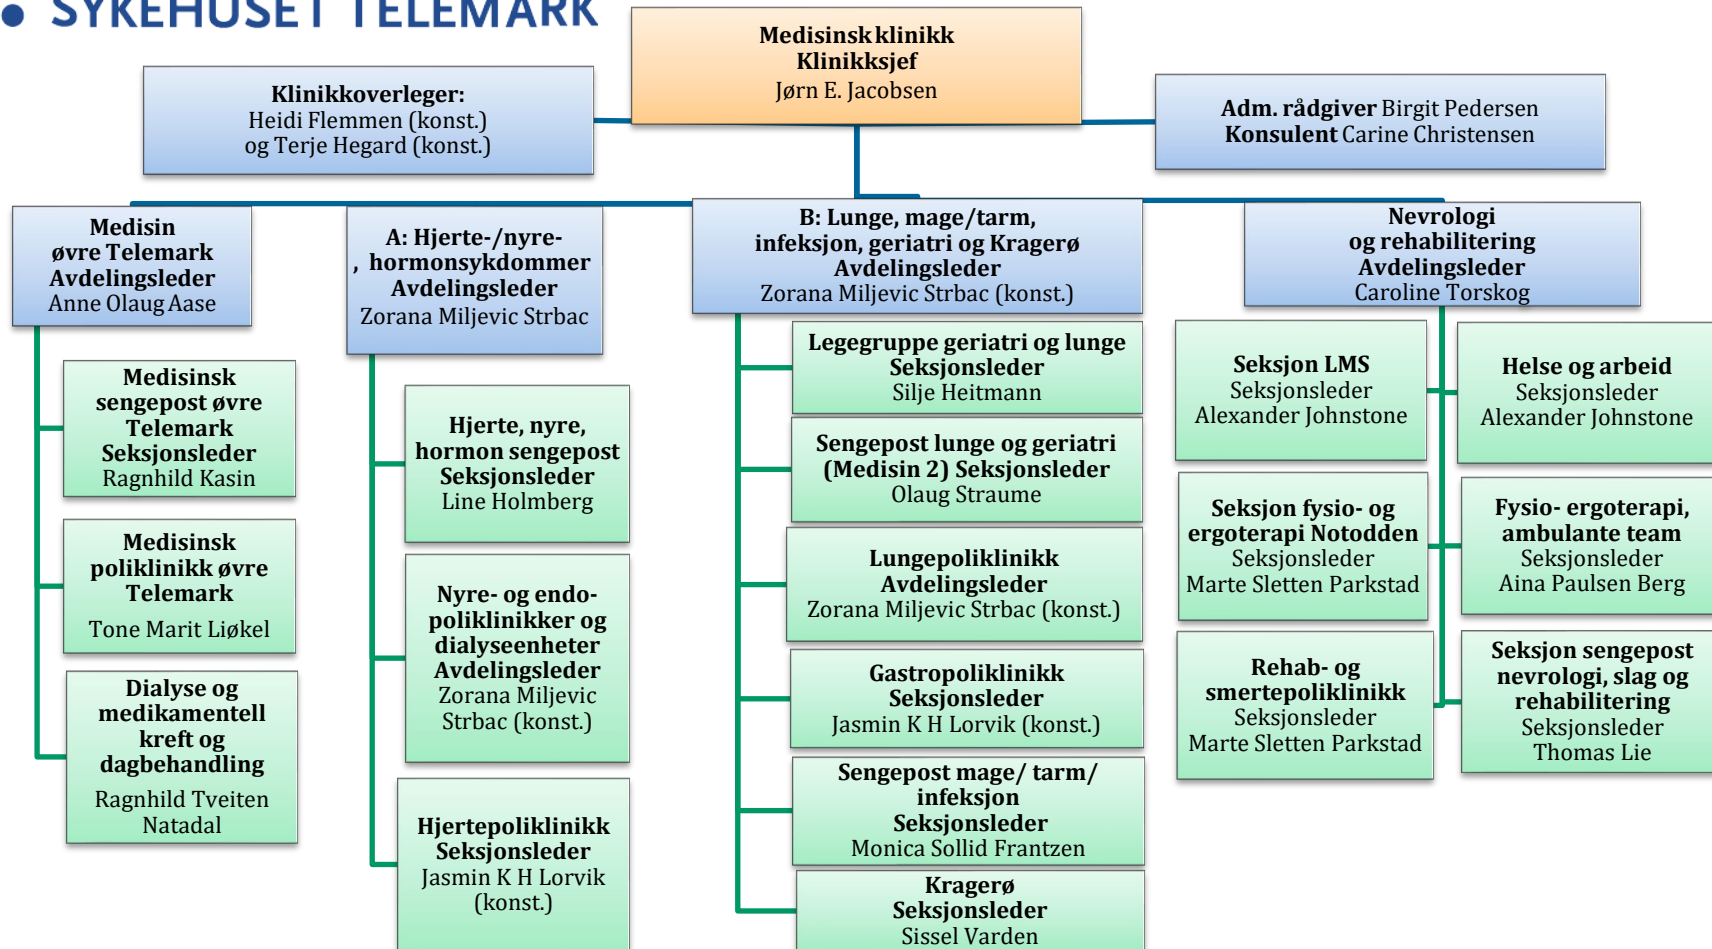 SYKEHUSET TELEMARK
Medisinsk klinikk
Klinikksjef
Jørn E. Jacobsen
Klinikkoverleger:
Heidi Flemmen (konst.)
og Terje Hegard (konst.)
Adm. rådgiver Birgit Pedersen
Konsulent Carine Christensen
Medisin
øvre Telemark
Avdelingsleder
Anne Olaug Aase
A: Hjerte-/nyre-
, hormonsykdommer
Avdelingsleder
Zorana Miljevic Strbac
B: Lunge, mage/tarm,
infeksjon, geriatri og Kragerø
Avdelingsleder
Zorana Miljevic Strbac (konst.)
Nevrologi
og rehabilitering
Avdelingsleder
Caroline Torskog
Medisinsk
sengepost øvre
Telemark
Seksjonsleder
Ragnhild Kasin
Medisinsk
poliklinikk øvre
Telemark
Tone Marit Liøkel
Dialyse og
medikamentell
kreft og
dagbehandling
Ragnhild Tveiten
Natadal
Hjerte, nyre,
hormon sengepost
Seksjonsleder
Line Holmberg
Nyre- og endo-
poliklinikker og
dialyseenheter
Avdelingsleder
Zorana Miljevic
Strbac (konst.)
Hjertepoliklinikk
Seksjonsleder
Jasmin K H Lorvik
(konst.)
Legegruppe geriatri og lunge
Seksjonsleder
Silje Heitmann
Sengepost lunge og geriatri
(Medisin 2) Seksjonsleder
Olaug Straume
Lungepoliklinikk
Avdelingsleder
Zorana Miljevic Strbac (konst.)
Gastropoliklinikk
Seksjonsleder
Jasmin K H Lorvik (konst.)
Sengepost mage/ tarm/
infeksjon
Seksjonsleder
Monica Sollid Frantzen
Kragerø
Seksjonsleder
Sissel Varden
Seksjon LMS
Seksjonsleder
Alexander Johnstone
Helse og arbeid
Seksjonsleder
Alexander Johnstone
Seksjon fysio- og
ergoterapi Notodden
Seksjonsleder
Marte Sletten Parkstad
Fysio- ergoterapi,
ambulante team
Seksjonsleder
Aina Paulsen Berg
Rehab- og
smertepoliklinikk
Seksjonsleder
Marte Sletten Parkstad
Seksjon sengepost
nevrologi, slag og
rehabilitering
Seksjonsleder
Thomas Lie